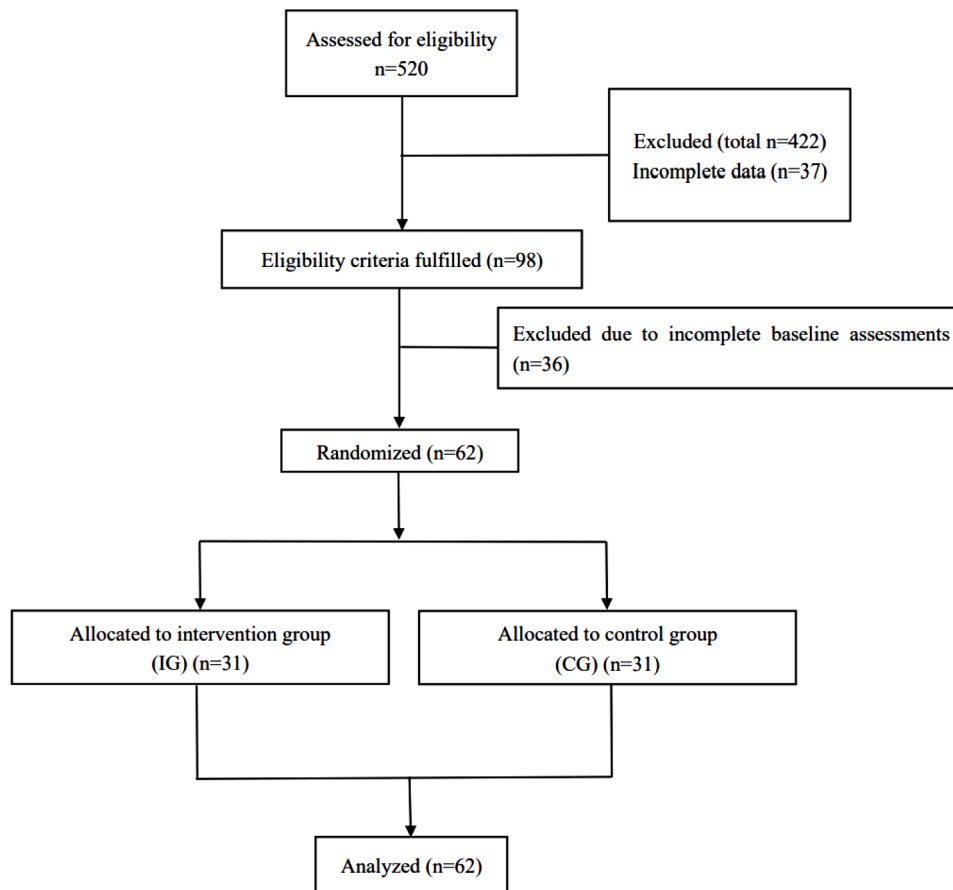 Assessed for eligibility
n=520
Excluded (total n=422)
Incomplete data (n=37)
Eligibility criteria fulfilled (n=98)
Excluded due to incomplete baseline assessments
(n=36)
Randomized (n=62)
Allocated to intervention group
(IG) (n=31)
Allocated to control group
(CG) (n=31)
Analyzed (n=62)